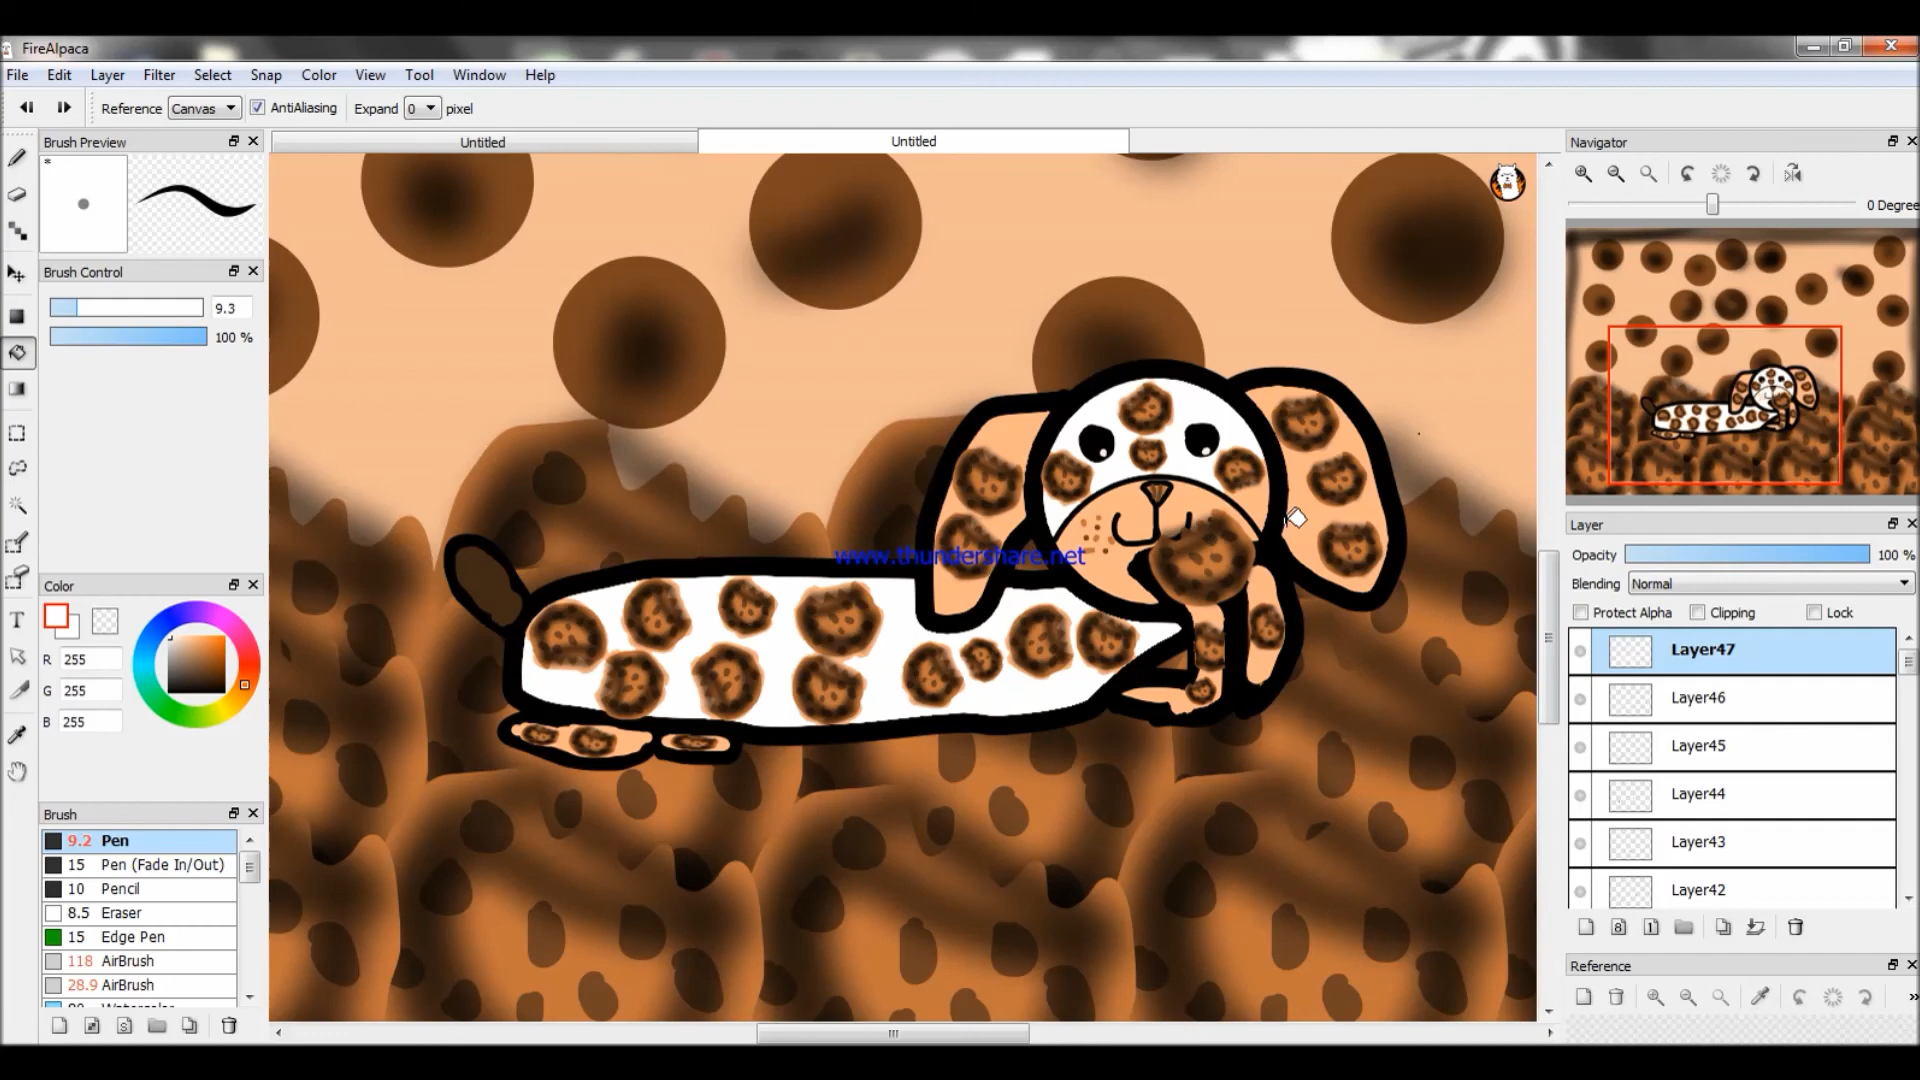 FireAlpaca
File Edit Layer Filter Select Snap Color View Tool Window Help
Reference Canvas AntiAliasing Expand 0 pixel
Brush Preview
*
Untitled
Untitled
Navigator
0 Degree
Brush Control
9.3
100 %
www.thundershare.net
Color
R 255
G 255
B 255
Brush
9.2 Pen
15 Pen (Fade In/Out)
10 Pencil
8.5 Eraser
15 Edge Pen
118 AirBrush
28.9 AirBrush
Layer
Opacity 100 %
Blending Normal
Protect Alpha Clipping Lock
Layer47
Layer46
Layer45
Layer44
Layer43
Layer42
8 1
Reference